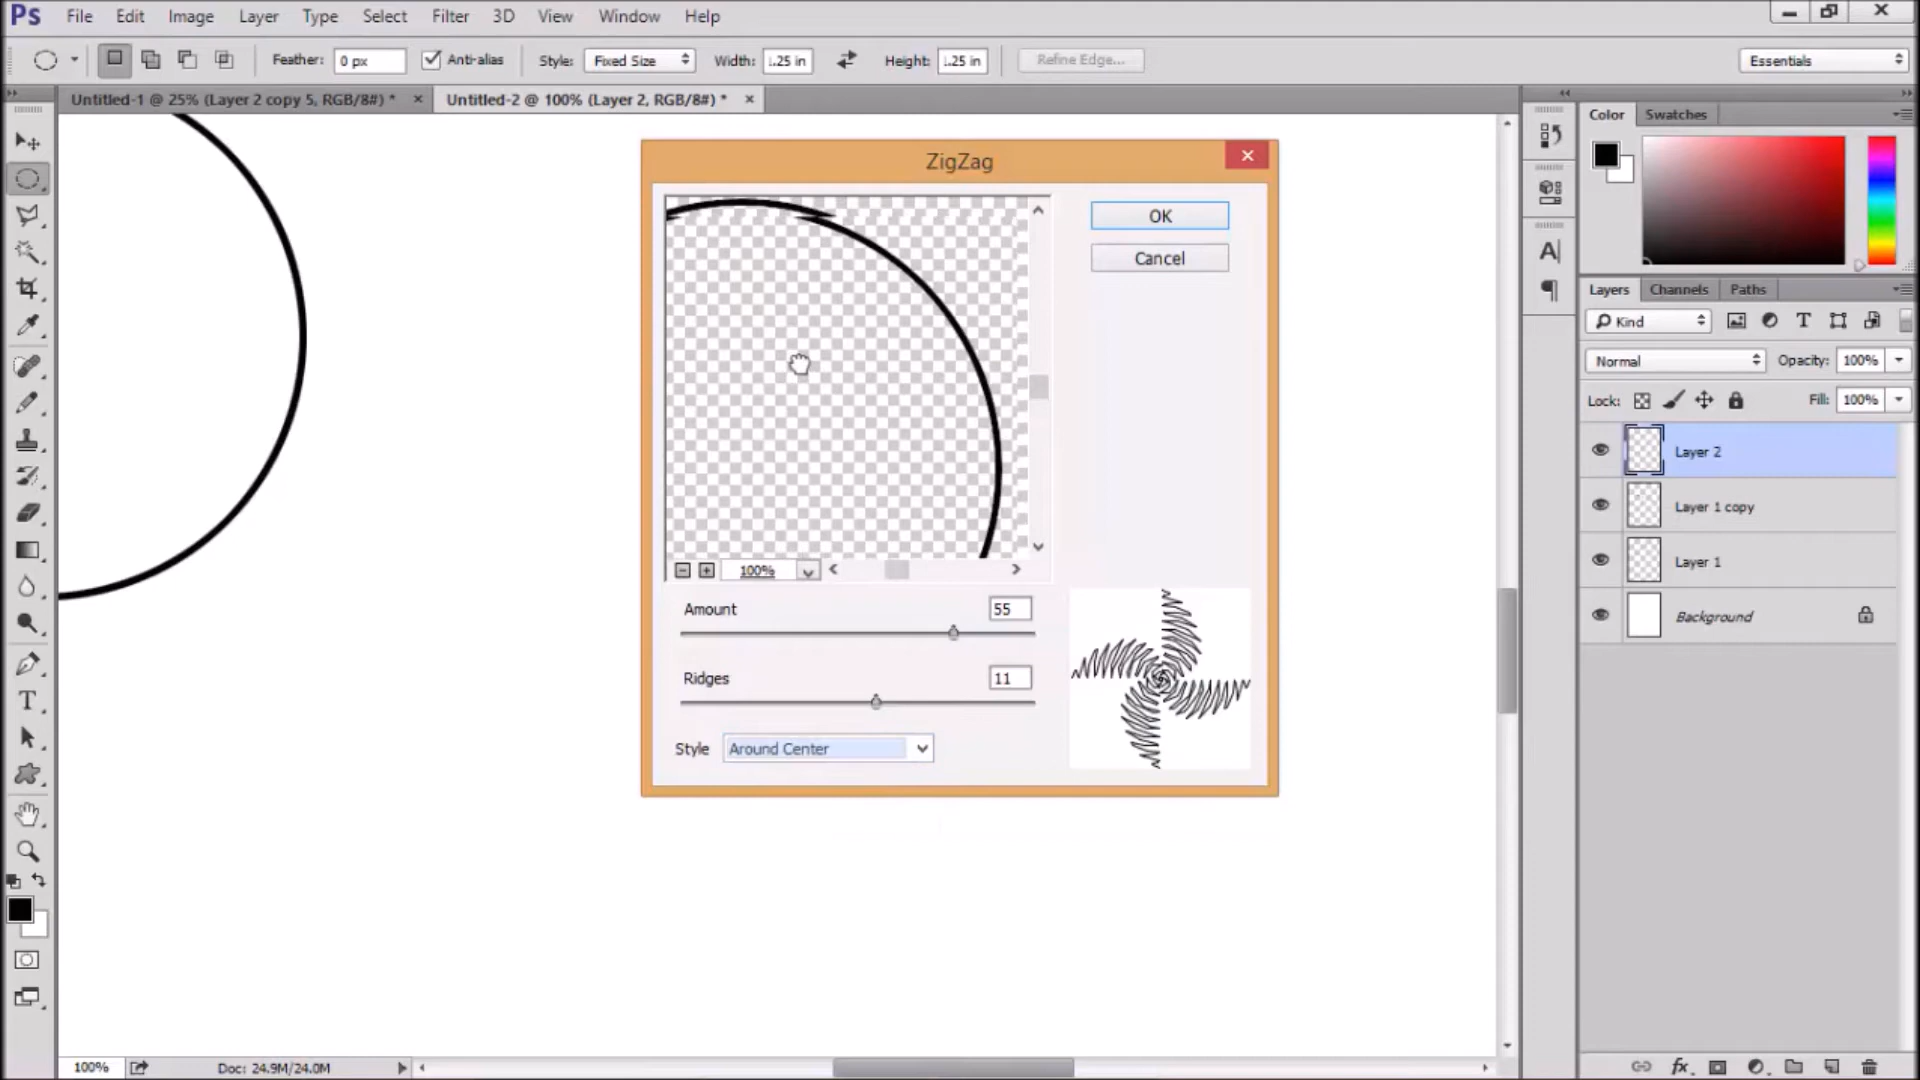 Ps File Edit Image Layer Type Select Filter 3D View Window Help
Feather: 0 px Anti-alias Style: Fixed Size Width: .25 in Height: .25 in Refine Edge... Essentials
Untitled-1 @ 25% (Layer 2 copy 5, RGB/8#) * × Untitled-2 @ 100% (Layer 2, RGB/8#) * ×
Color Swatches
ZigZag
OK
Cancel
100%
Amount 55
Ridges 11
Style Around Center
Layers Channels Paths
Kind
Normal Opacity: 100%
Lock: Fill: 100%
Layer 2
Layer 1 copy
Layer 1
Background
100% Doc: 24.9M/24.0M